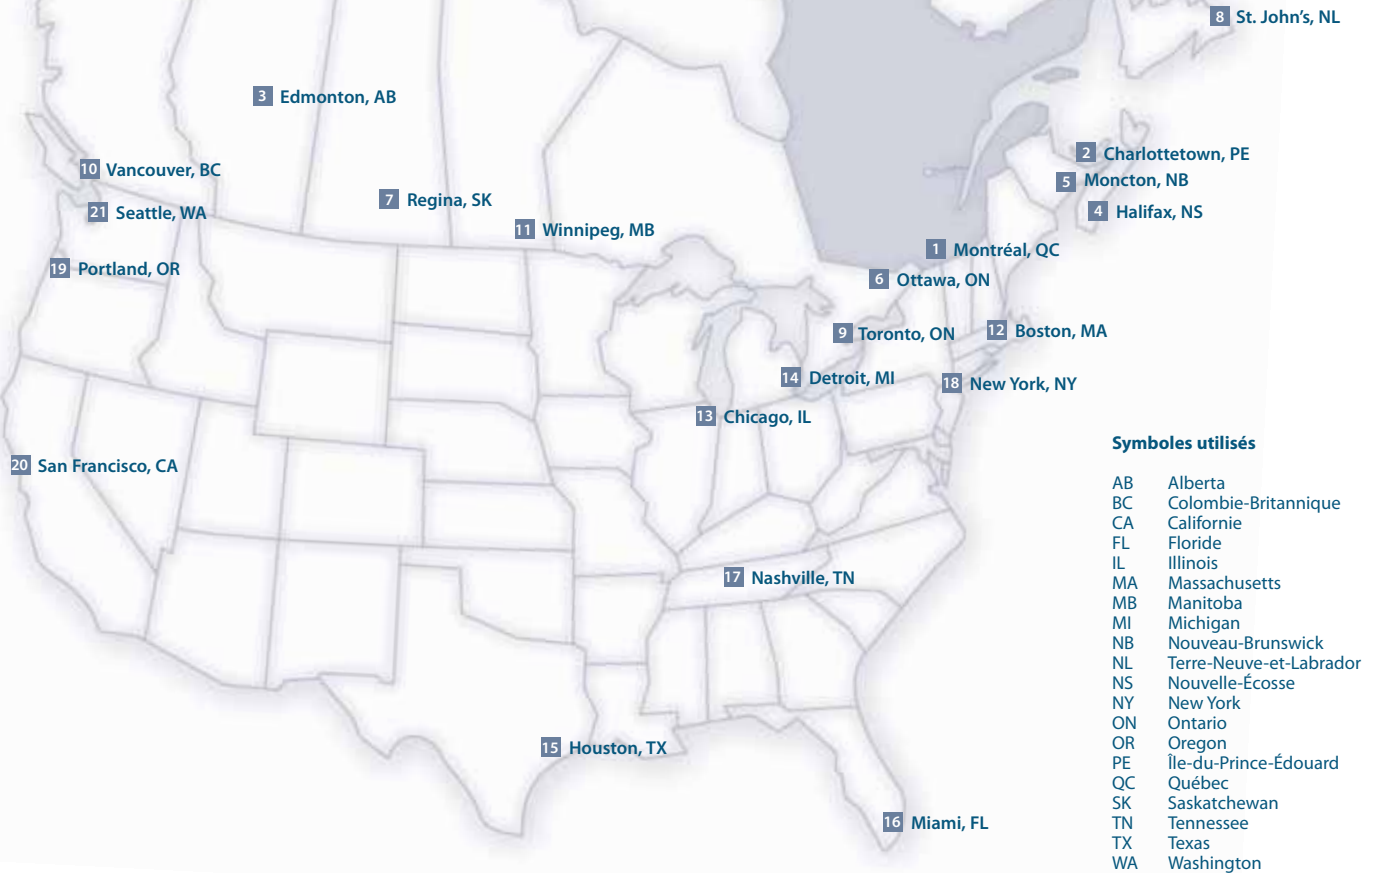 8 St. John's, NL
3 Edmonton, AB
2 Charlottetown, PE
10 Vancouver, BC
5 Moncton, NB
7 Regina, SK
21 Seattle, WA
4 Halifax, NS
11 Winnipeg, MB
1 Montréal, QC
19 Portland, OR
6 Ottawa, ON
9 Toronto, ON
12 Boston, MA
14 Detroit, MI
18 New York, NY
13 Chicago, IL
20 San Francisco, CA
17 Nashville, TN
15 Houston, TX
16 Miami, FL
Symboles utilisés
AB Alberta
BC Colombie-Britannique
CA Californie
FL Floride
IL Illinois
MA Massachusetts
MB Manitoba
MI Michigan
NB Nouveau-Brunswick
NL Terre-Neuve-et-Labrador
NS Nouvelle-Écosse
NY New York
ON Ontario
OR Oregon
PE Île-du-Prince-Édouard
QC Québec
SK Saskatchewan
TN Tennessee
TX Texas
WA Washington